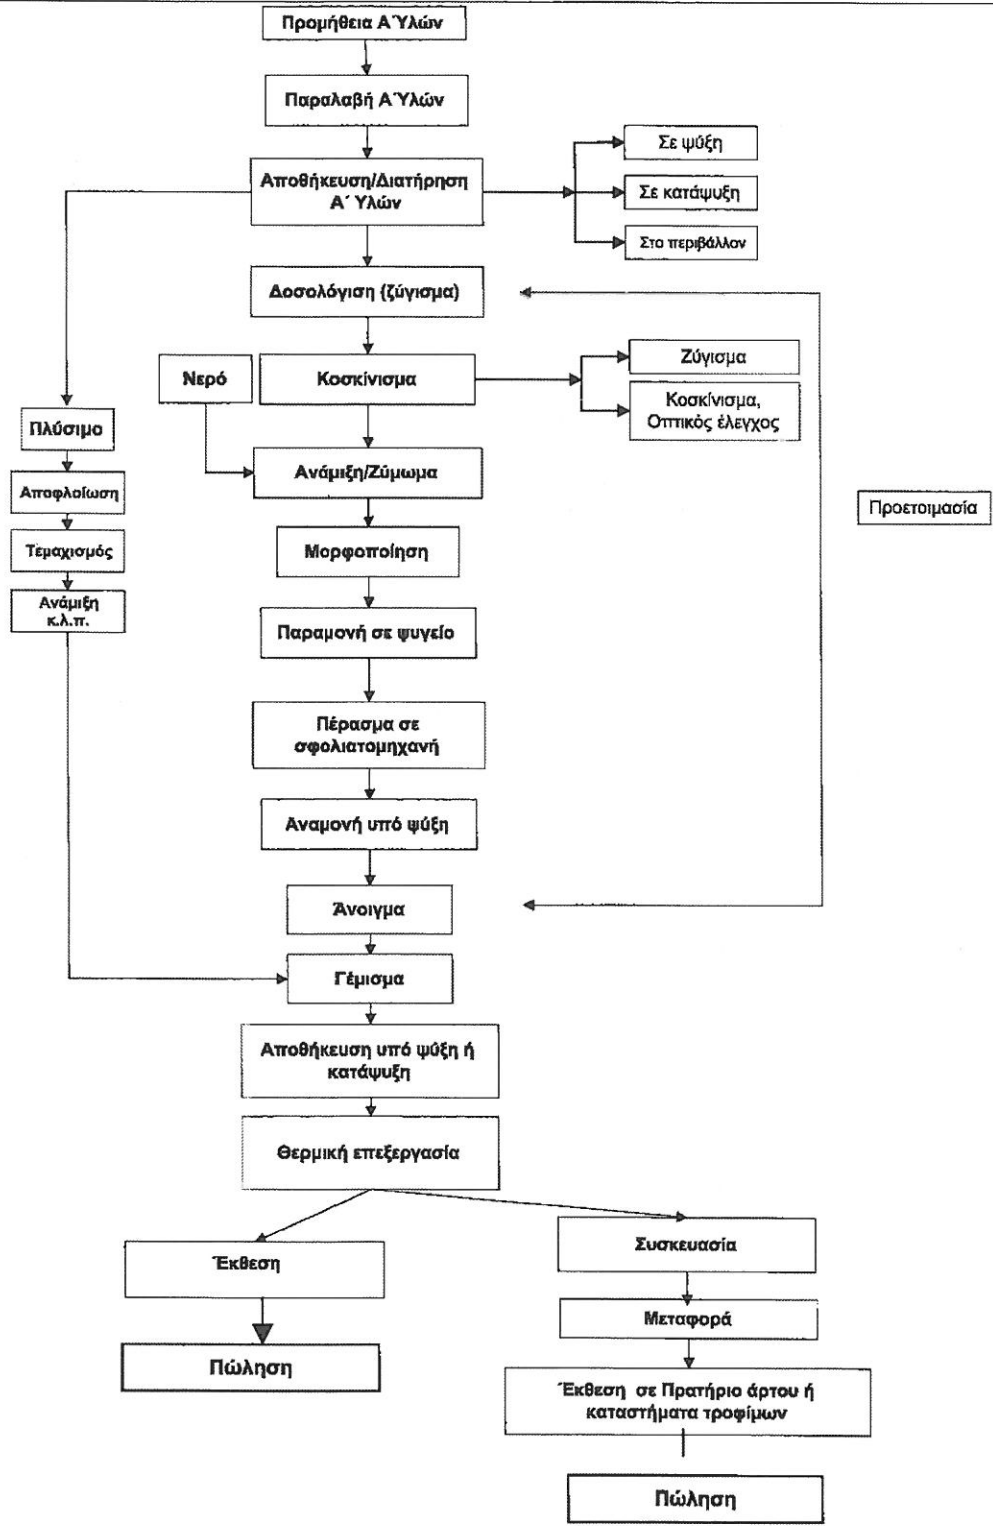 Προμήθεια Α Ύλών
Παραλαβή Α Ύλών
Αποθήκευση/Διατήρηση
Α΄ Υλών
Σε ψύξη
Σε κατάψυξη
Στο περιβάλλον
Δοσολόγιση (ζύγισμα)
Νερό
Κοσκίνισμα
Ζύγισμα
Κοσκίνισμα,
Οπτικός έλεγχος
Πλύσιμο
Ανάμιξη/Ζύμωμα
Αποφλοίωση
Προετοιμασία
Τεμαχισμός
Μορφοποίηση
Ανάμιξη
κ.λ.π.
Παραμονή σε ψυγείο
Πέρασμα σε
σφολιατομηχανή
Αναμονή υπό ψύξη
Άνοιγμα
Γέμισμα
Αποθήκευση υπό ψύξη ή
κατάψυξη
Θερμική επεξεργασία
Έκθεση
Συσκευασία
Μεταφορά
Πώληση
Έκθεση σε Πρατήριο άρτου ή
καταστήματα τροφίμων
Πώληση